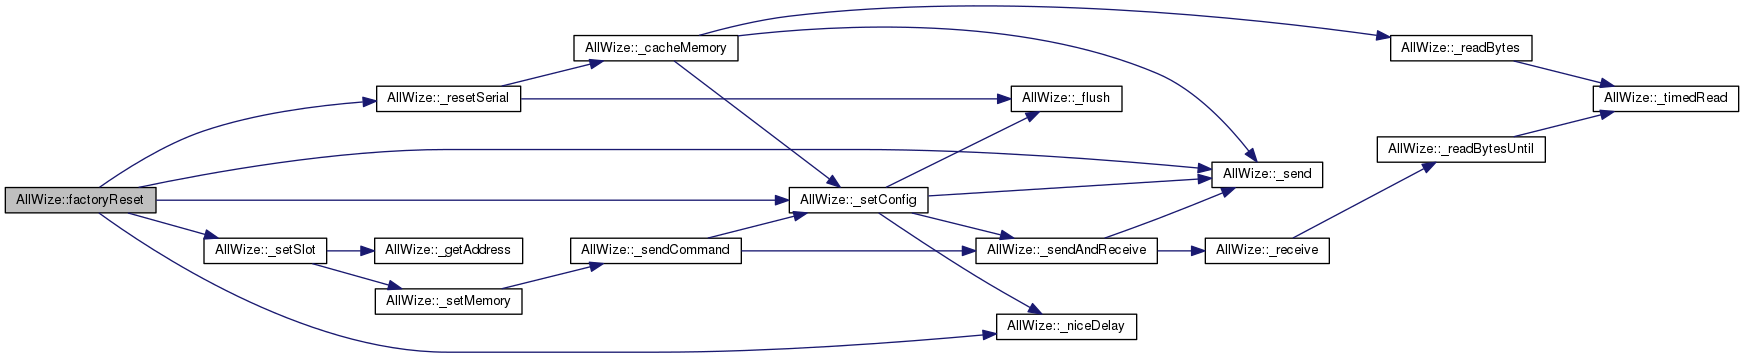 AllWize::_cacheMemory
AllWize::_readBytes
AllWize::_resetSerial
AllWize::_flush
AllWize::_timedRead
AllWize::_readBytesUntil
AllWize::_send
AllWize::factoryReset
AllWize::_setConfig
AllWize::_setSlot
AllWize::_getAddress
AllWize::_sendCommand
AllWize::_sendAndReceive
AllWize::_receive
AllWize::_setMemory
AllWize::_niceDelay